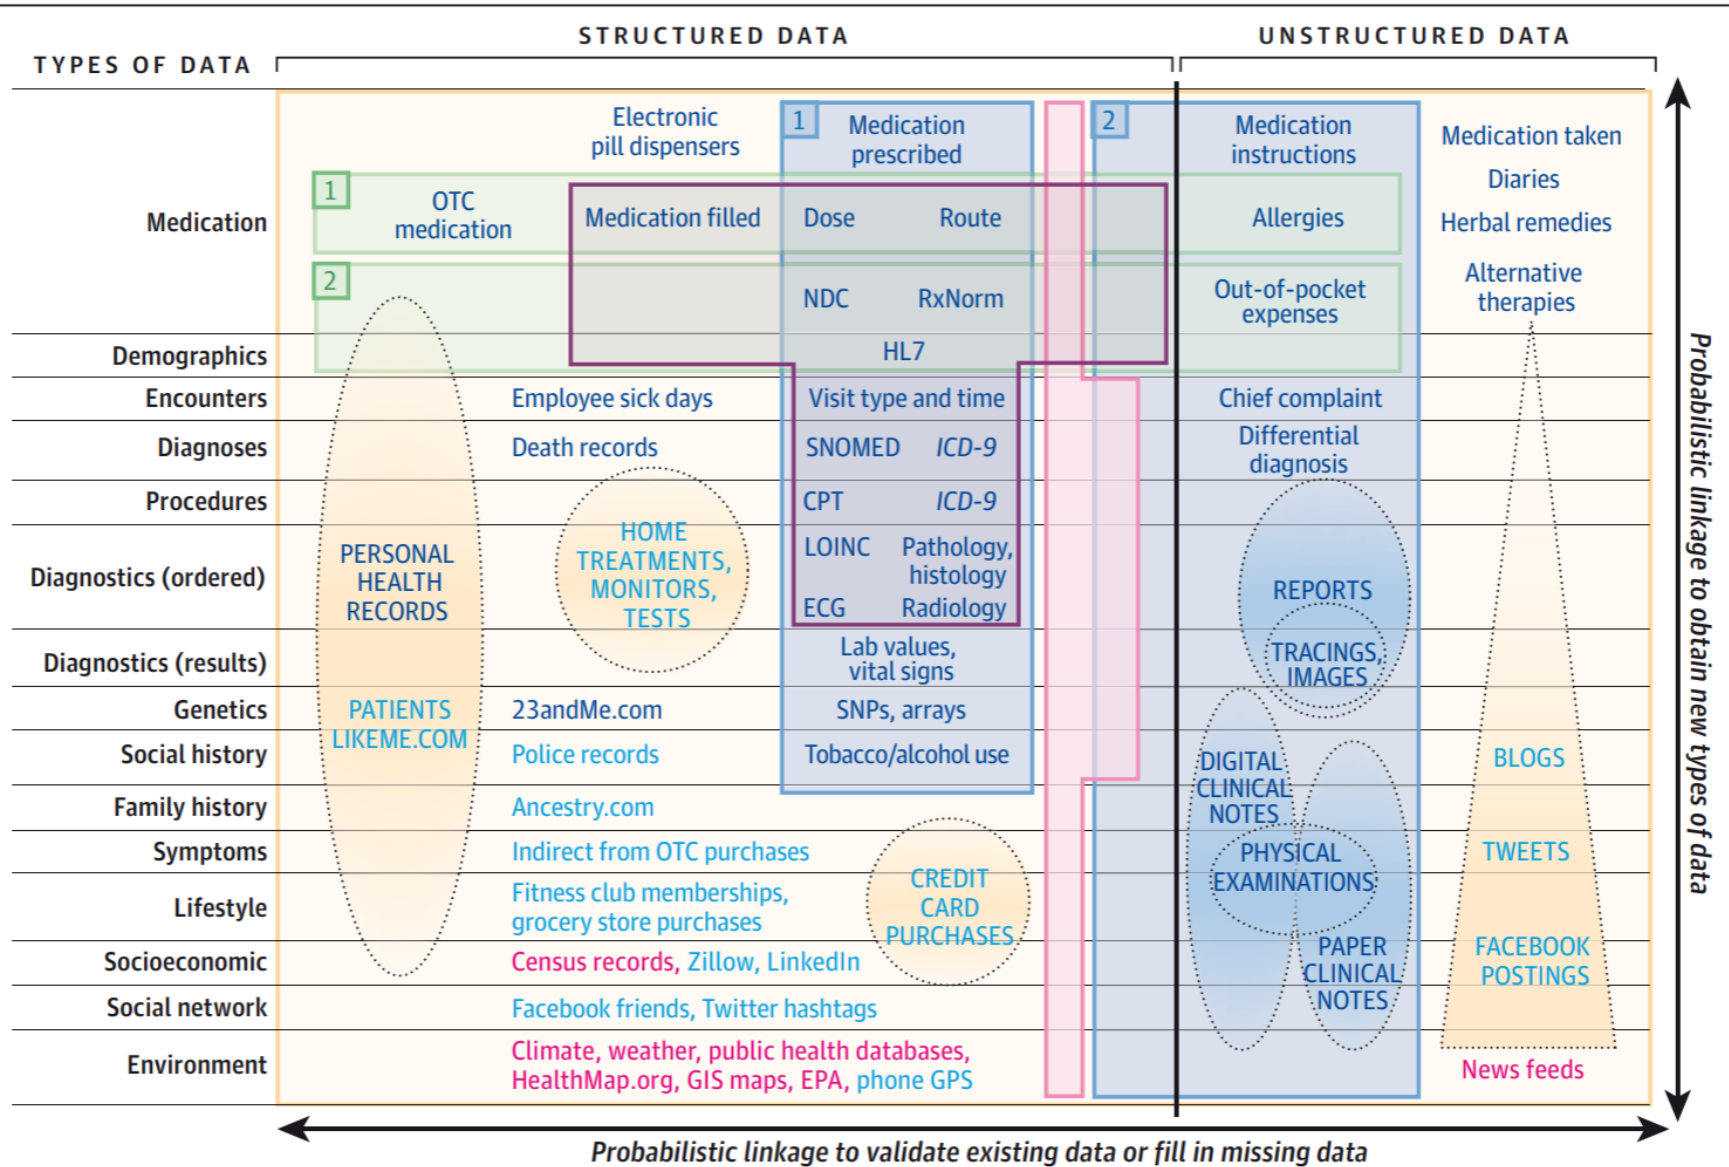 STRUCTURED DATA
UNSTRUCTURED DATA
TYPES OF DATA
Medication
Electronic
pill dispensers
1
Medication
prescribed
2
Medication
instructions
Medication taken
Diaries
Herbal remedies
Alternative
therapies
1
OTC
medication
Medication filled
Dose
Route
Allergies
2
NDC
RxNorm
Out-of-pocket
expenses
Demographics
HL7
Encounters
Employee sick days
Visit type and time
Chief complaint
Diagnoses
Death records
SNOMED
ICD-9
Differential
diagnosis
Procedures
CPT
ICD-9
Diagnostics (ordered)
PERSONAL
HEALTH
RECORDS
HOME
TREATMENTS,
MONITORS,
TESTS
LOINC
Pathology,
histology
ECG
Radiology
REPORTS
Diagnostics (results)
Lab values,
vital signs
TRACINGS,
IMAGES
Genetics
PATIENTS
LIKEME.COM
23andMe.com
SNPs, arrays
Social history
Police records
Tobacco/alcohol use
DIGITAL
CLINICAL
NOTES
BLOGS
Family history
Ancestry.com
Symptoms
Indirect from OTC purchases
PHYSICAL
EXAMINATIONS
TWEETS
Lifestyle
Fitness club memberships,
grocery store purchases
CREDIT
CARD
PURCHASES
Socioeconomic
Census records, Zillow, LinkedIn
PAPER
CLINICAL
NOTES
FACEBOOK
POSTINGS
Social network
Facebook friends, Twitter hashtags
Environment
Climate, weather, public health databases,
HealthMap.org, GIS maps, EPA, phone GPS
News feeds
Probabilistic linkage to obtain new types of data
Probabilistic linkage to validate existing data or fill in missing data